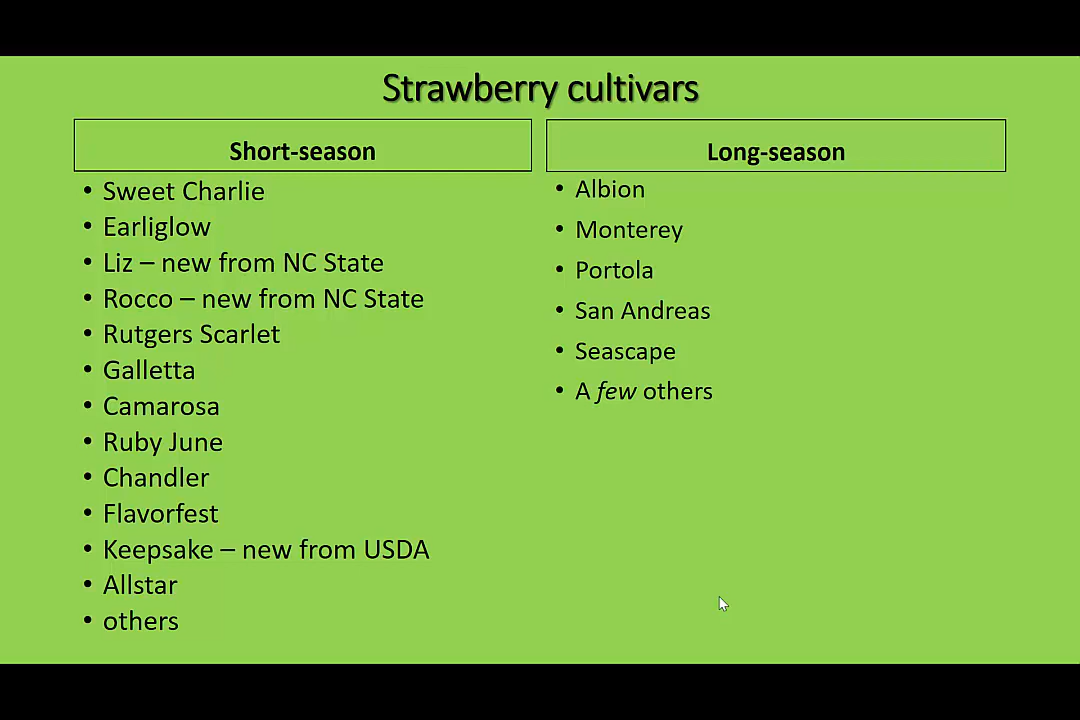 Strawberry cultivars
Short-season
• Sweet Charlie
• Earliglow
• Liz – new from NC State
• Rocco – new from NC State
• Rutgers Scarlet
• Galletta
• Camarosa
• Ruby June
• Chandler
• Flavorfest
• Keepsake – new from USDA
• Allstar
• others
Long-season
• Albion
• Monterey
• Portola
• San Andreas
• Seascape
• A few others